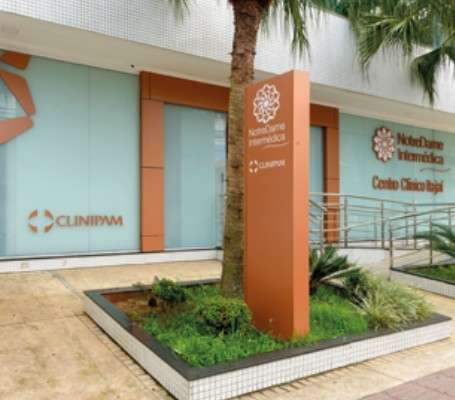 CLINIPAM
NotreDame
Intermédica
CLINIPAM
NotreDame
Intermédica
Centro Clínico Itajaí